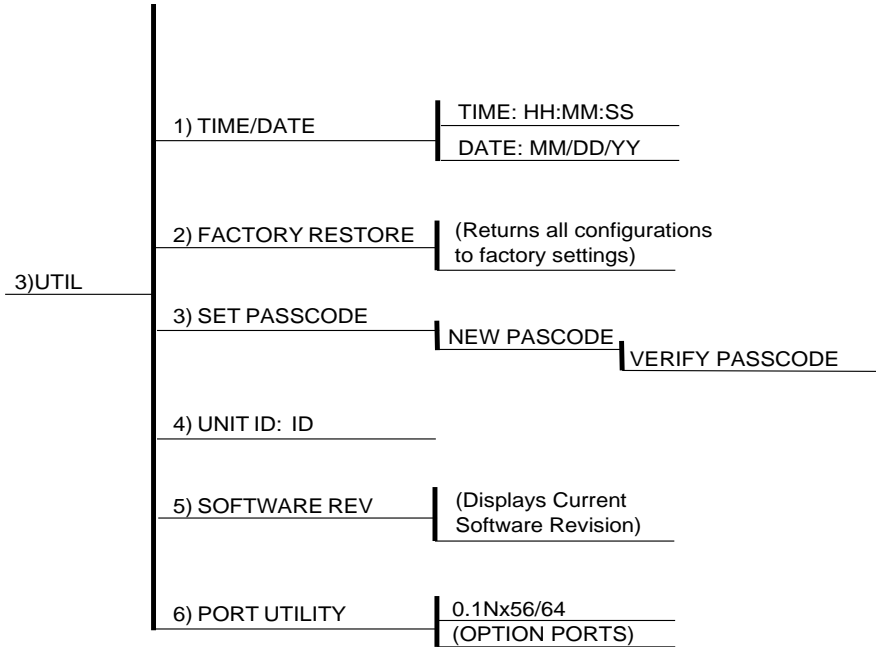 1) TIME/DATE
TIME: HH:MM:SS
DATE: MM/DD/YY
2) FACTORY RESTORE
(Returns all configurations
to factory settings)
3)UTIL
3) SET PASSCODE
NEW PASCODE
VERIFY PASSCODE
4) UNIT ID: ID
5) SOFTWARE REV
(Displays Current
Software Revision)
6) PORT UTILITY
0.1Nx56/64
(OPTION PORTS)